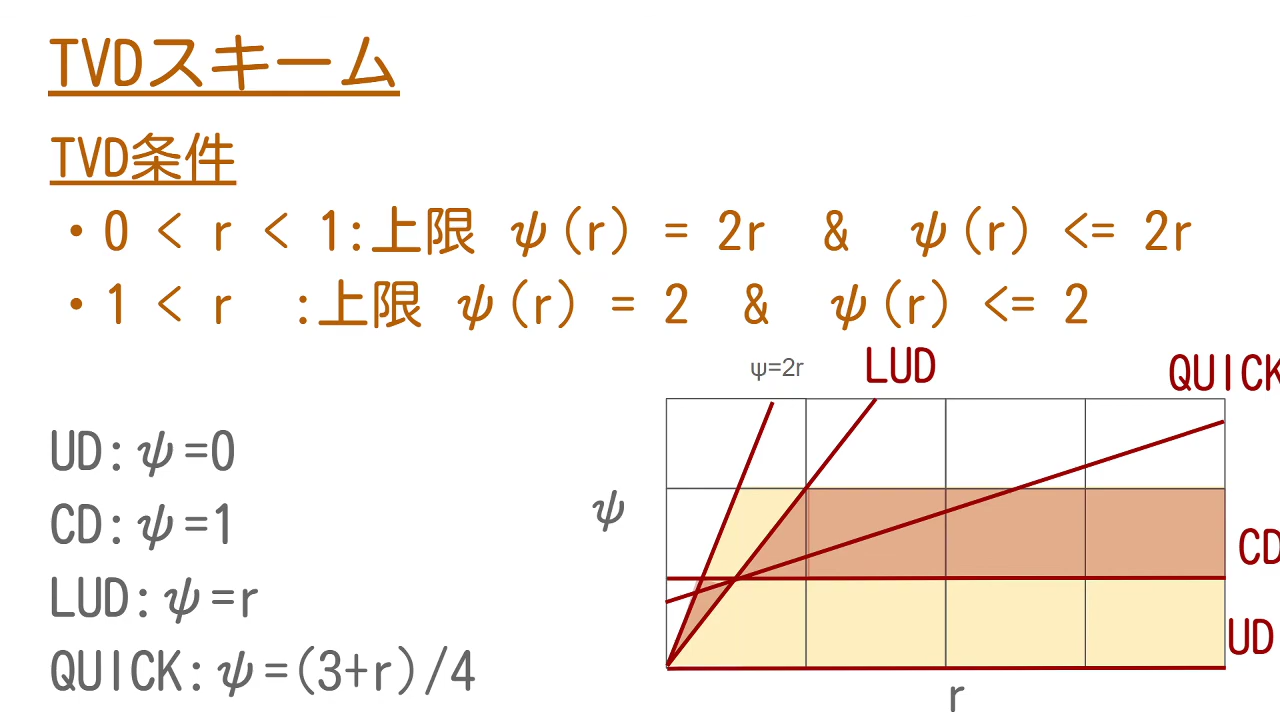 TVDスキーム
TVD条件
・0 < r < 1:上限 ψ(r) = 2r & ψ(r) <= 2r
・1 < r :上限 ψ(r) = 2 & ψ(r) <= 2
ψ=2r
LUD
QUICK
UD:ψ=0
CD:ψ=1
LUD:ψ=r
QUICK:ψ=(3+r)/4
ψ
CD
UD
r